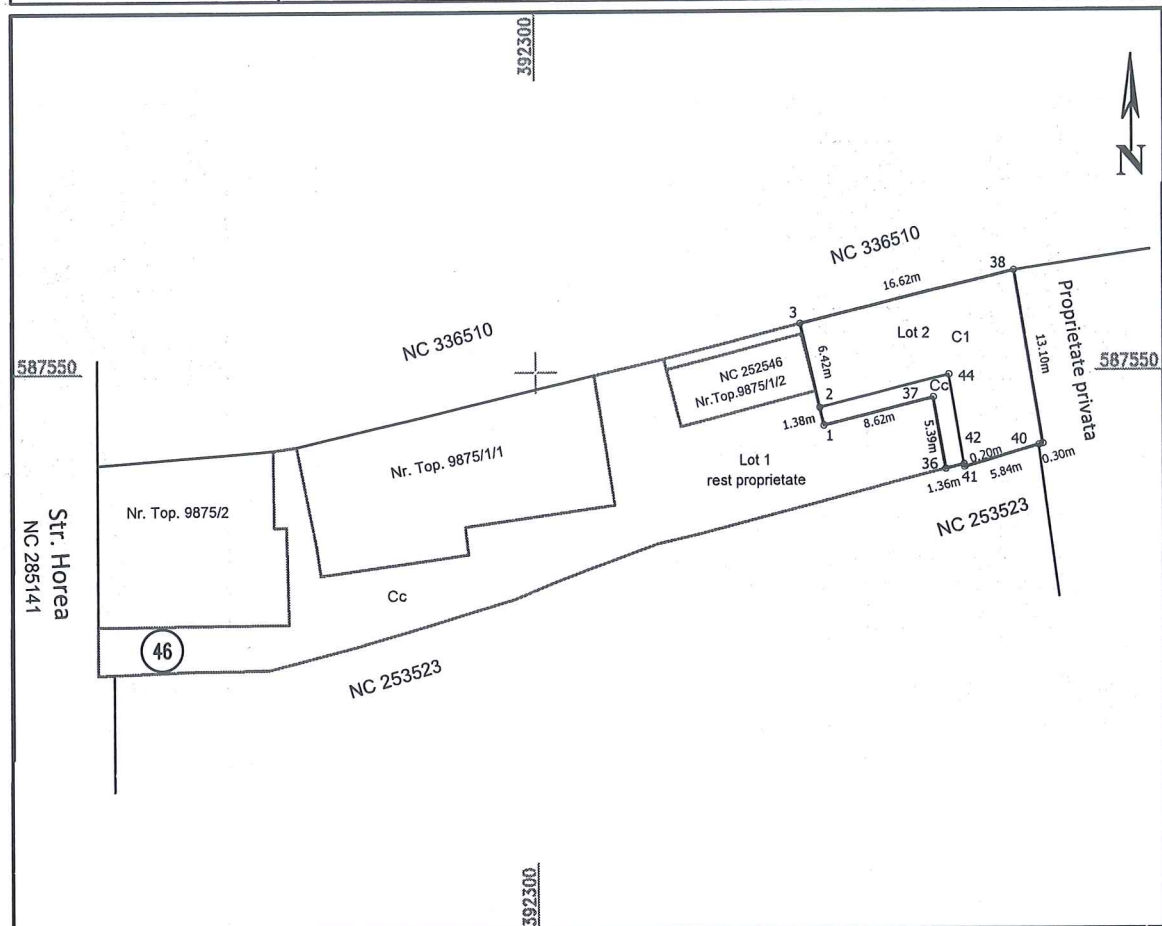 392300
N
NC 336510
38
16.62m
3
Proprietate privata
NC 336510
Lot 2
C1
13.10m
587550
587550
6.42m
NC 252546
Nr.Top.9875/1/2
44
37
Cc
2
1.38m
1
8.62m
5.39m
Nr. Top. 9875/1/1
Lot 1
rest proprietate
42
40
0.20m
0.30m
36
41
5.84m
1.36m
Nr. Top. 9875/2
NC 253523
Str. Horea
NC 285141
Cc
46
NC 253523
392300